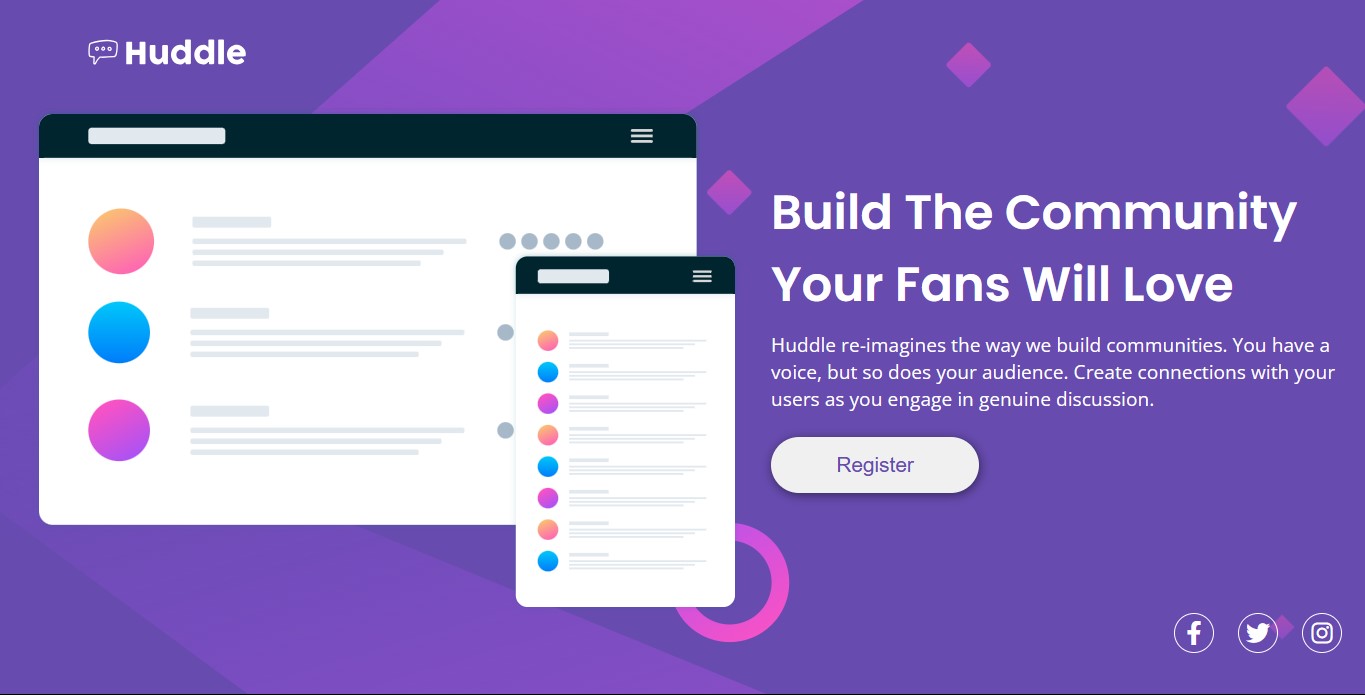 Huddle
Build The Community
Your Fans Will Love
Huddle re-imagines the way we build communities. You have a
voice, but so does your audience. Create connections with your
users as you engage in genuine discussion.
Register